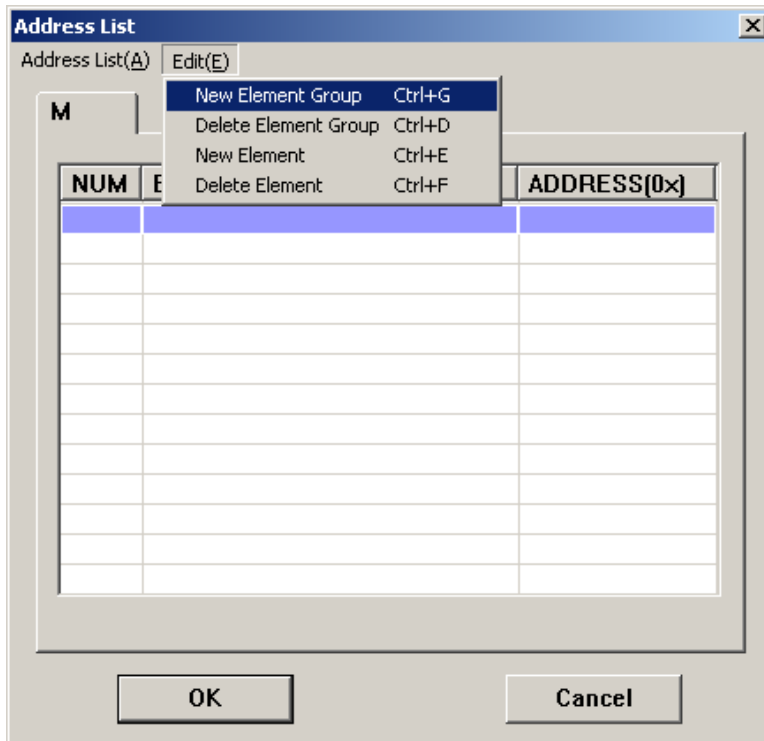 Address List
Address List(A) Edit(E)
New Element Group Ctrl+G
Delete Element Group Ctrl+D
New Element Ctrl+E
Delete Element Ctrl+F
M
NUM ADDRESS(0x)
OK Cancel